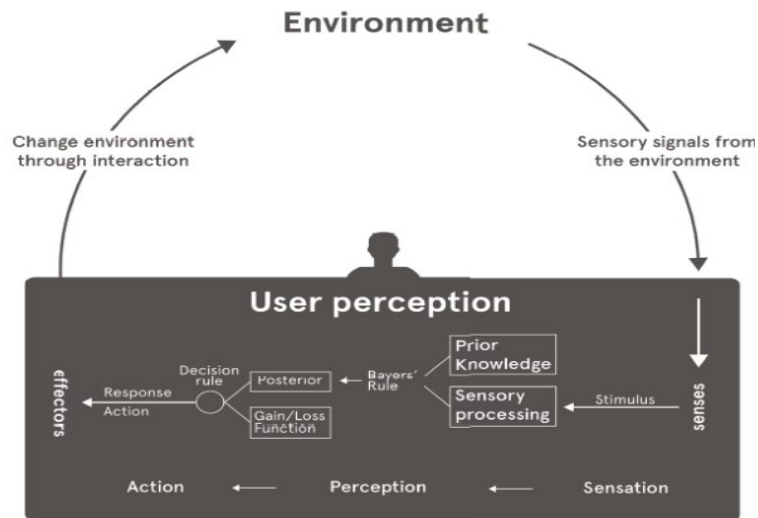 Environment
Change environment
through interaction
Sensory signals from
the environment
User perception
effectors
Response
Action
Decision
rule
Posterior
Gain/Loss
Function
Bayers'
Rule
Prior
Knowledge
Sensory
processing
Stimulus
senses
Action
Perception
Sensation